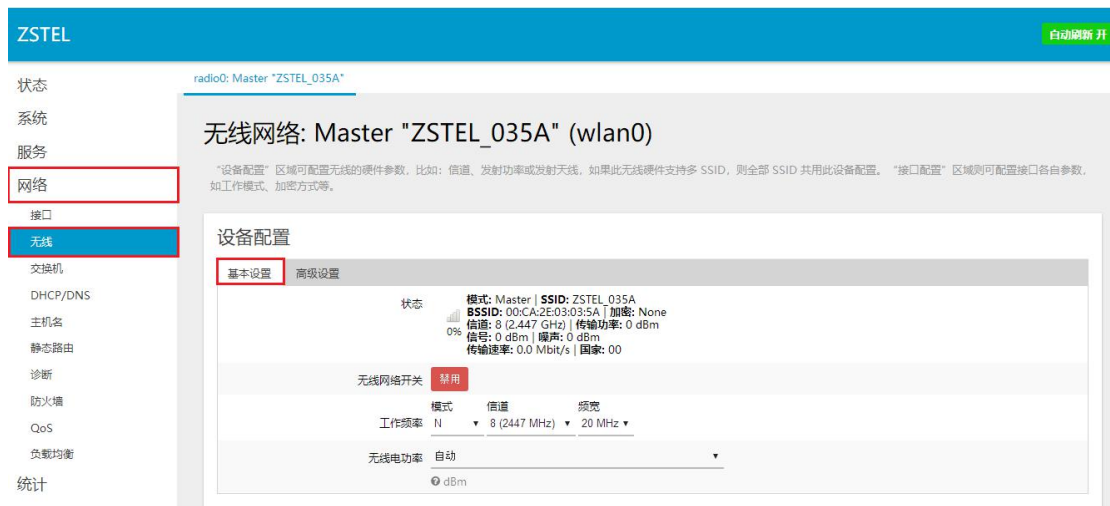 ZSTEL
自动刷新 开
状态
系统
服务
网络
接口
无线
交换机
DHCP/DNS
主机名
静态路由
诊断
防火墙
QoS
负载均衡
统计
radio0: Master "ZSTEL_035A"
无线网络: Master "ZSTEL_035A" (wlan0)
"设备配置" 区域可配置无线的硬件参数，比如：信道、发射功率或发射天线，如果此无线硬件支持多 SSID，则全部 SSID 共用此设备配置。 "接口配置" 区域则可配置接口各自参数，
如工作模式、加密方式等。
设备配置
基本设置 高级设置
状态
0%
模式: Master | SSID: ZSTEL_035A
BSSID: 00:CA:2E:03:03:5A | 加密: None
信道: 8 (2.447 GHz) | 传输功率: 0 dBm
信号: 0 dBm | 噪声: 0 dBm
传输速率: 0.0 Mbit/s | 国家: 00
无线网络开关 禁用
模式 信道 频宽
工作频率 N 8 (2447 MHz) 20 MHz
无线电功率 自动
dBm